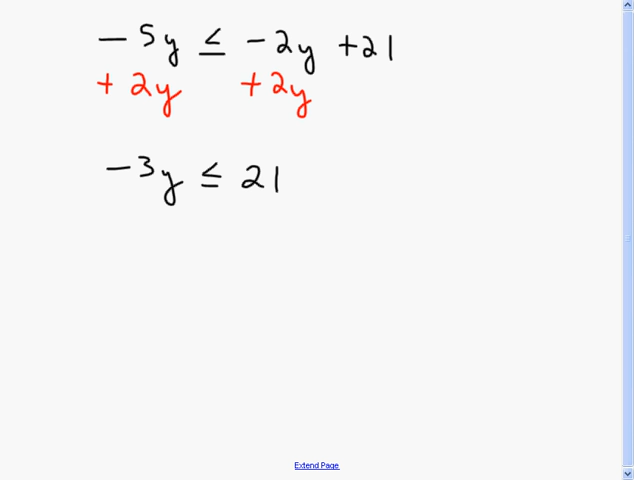 - 5y ≤ -2y +21
+ 2y +2y
-3y ≤ 21
Extend Page